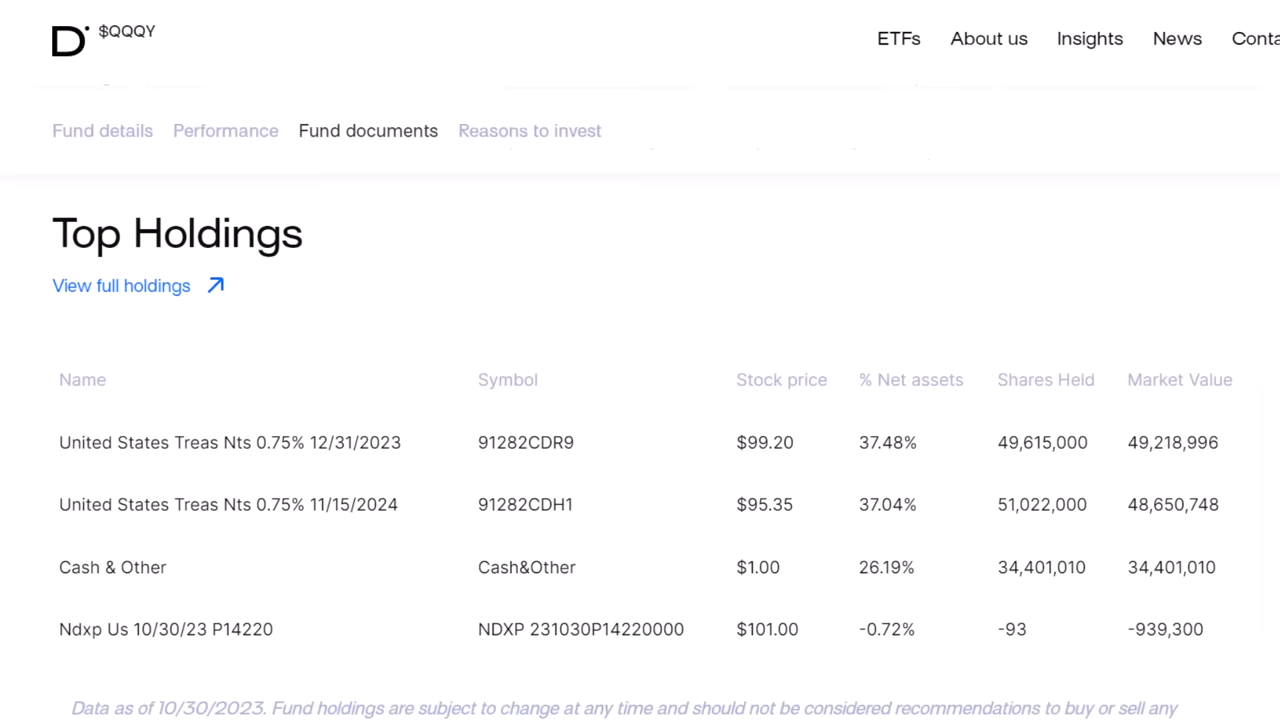 D $QQQY
ETFs About us Insights News Conta
Fund details Performance Fund documents Reasons to invest
Top Holdings
View full holdings
Name Symbol Stock price % Net assets Shares Held Market Value
United States Treas Nts 0.75% 12/31/2023 91282CDR9 $99.20 37.48% 49,615,000 49,218,996
United States Treas Nts 0.75% 11/15/2024 91282CDH1 $95.35 37.04% 51,022,000 48,650,748
Cash & Other Cash&Other $1.00 26.19% 34,401,010 34,401,010
Ndxp Us 10/30/23 P14220 NDXP 231030P14220000 $101.00 -0.72% -93 -939,300
Data as of 10/30/2023. Fund holdings are subject to change at any time and should not be considered recommendations to buy or sell any